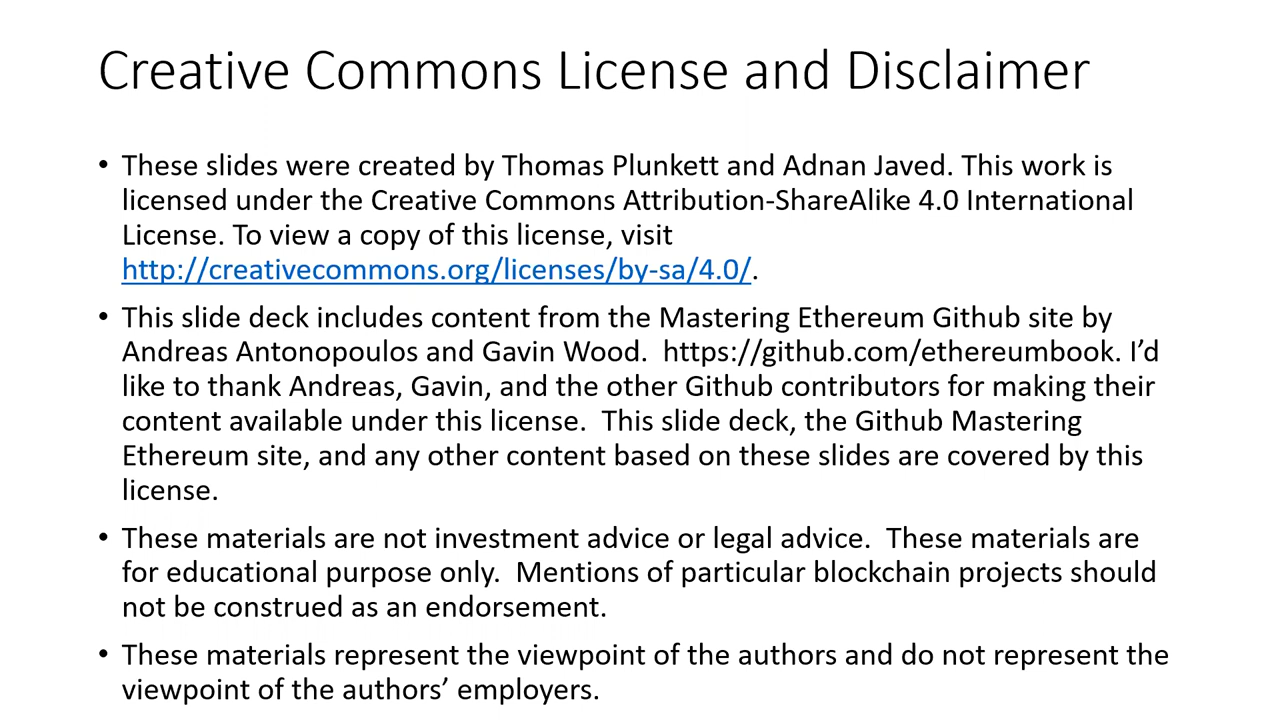 Creative Commons License and Disclaimer
• These slides were created by Thomas Plunkett and Adnan Javed. This work is
licensed under the Creative Commons Attribution-ShareAlike 4.0 International
License. To view a copy of this license, visit
http://creativecommons.org/licenses/by-sa/4.0/.
• This slide deck includes content from the Mastering Ethereum Github site by
Andreas Antonopoulos and Gavin Wood.  https://github.com/ethereumbook. I’d
like to thank Andreas, Gavin, and the other Github contributors for making their
content available under this license.  This slide deck, the Github Mastering
Ethereum site, and any other content based on these slides are covered by this
license.
• These materials are not investment advice or legal advice.  These materials are
for educational purpose only.  Mentions of particular blockchain projects should
not be construed as an endorsement.
• These materials represent the viewpoint of the authors and do not represent the
viewpoint of the authors’ employers.